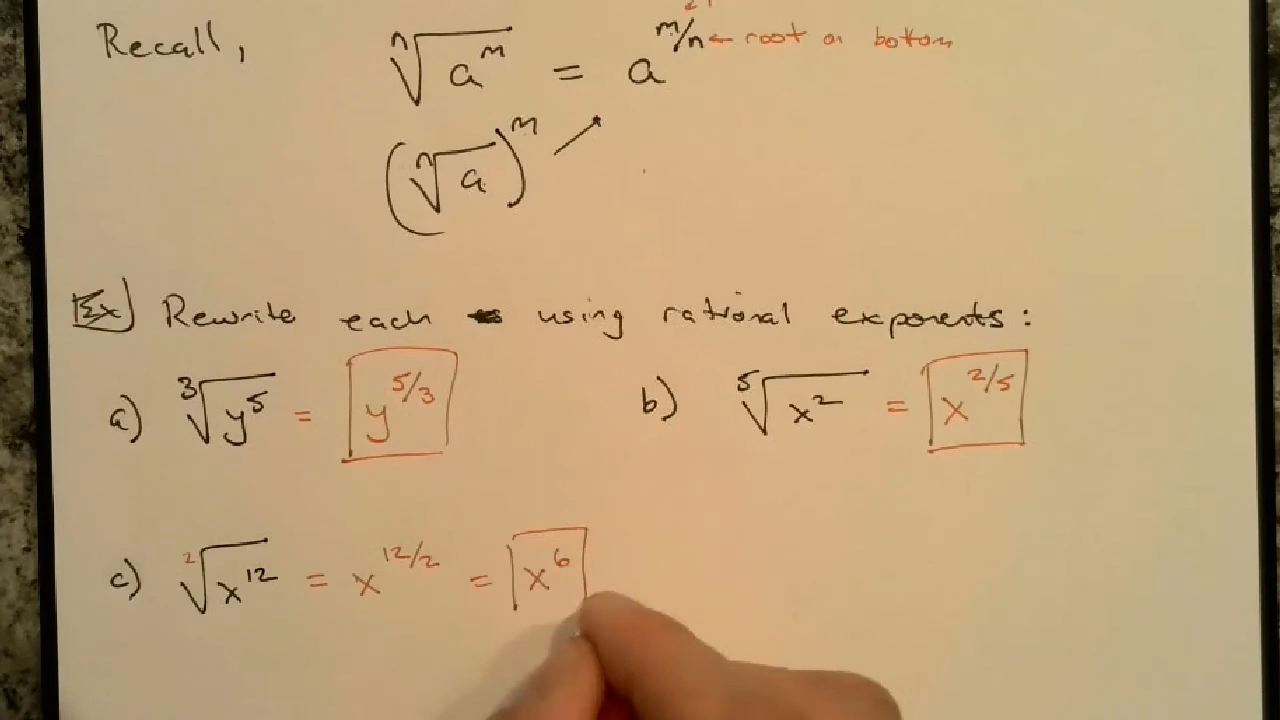 Recall, ⁿ√(aᵐ) = a^(m/n) ← root on bottom
(ⁿ√a)ᵐ ↗
Ex Rewrite each using rational exponents:
a) ³√(y⁵) = y^(5/3) b) ⁵√(x²) = x^(2/5)
c) ²√(x¹²) = x^(12/2) = x⁶